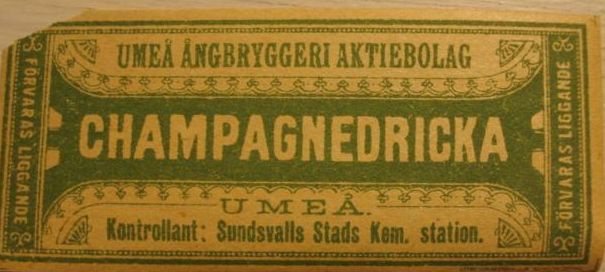 UMEÅ ÅNGBRYGGERI AKTIEBOLAG
FÖRVARAS LIGGANDE
CHAMPAGNEDRICKA
FÖRVARAS LIGGANDE
UMEÅ.
Kontrollant: Sundsvalls Stads Kem. station.